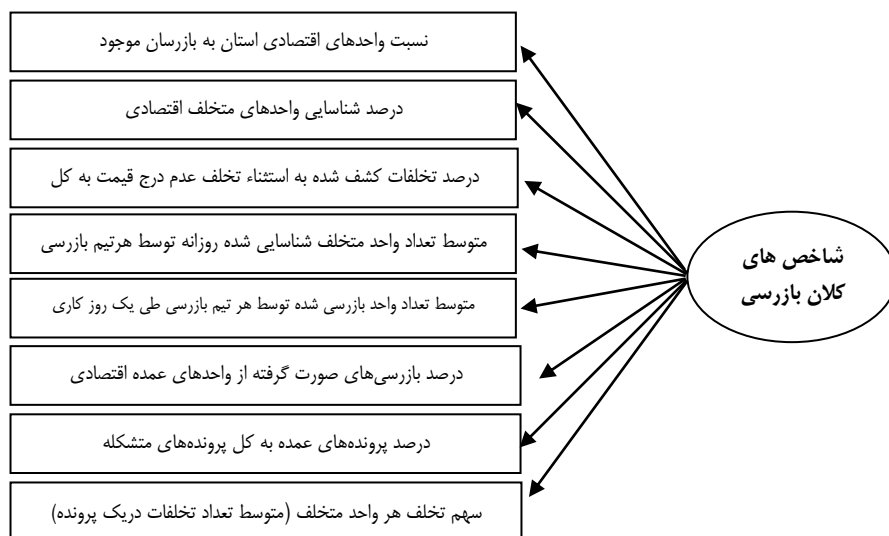 نسبت واحدهای اقتصادی استان به بازرسان موجود
درصد شناسایی واحدهای متخلف اقتصادی
درصد تخلفات کشف شده به استثناء تخلف عدم درج قیمت به کل
متوسط تعداد واحد متخلف شناسایی شده روزانه توسط هرتیم بازرسی
متوسط تعداد واحد بازرسی شده توسط هر تیم بازرسی طی یک روز کاری
درصد بازرسی‌های صورت گرفته از واحدهای عمده اقتصادی
درصد پرونده‌های عمده به کل پرونده‌های متشکله
سهم تخلف هر واحد متخلف (متوسط تعداد تخلفات دریک پرونده)
شاخص های
کلان بازرسی